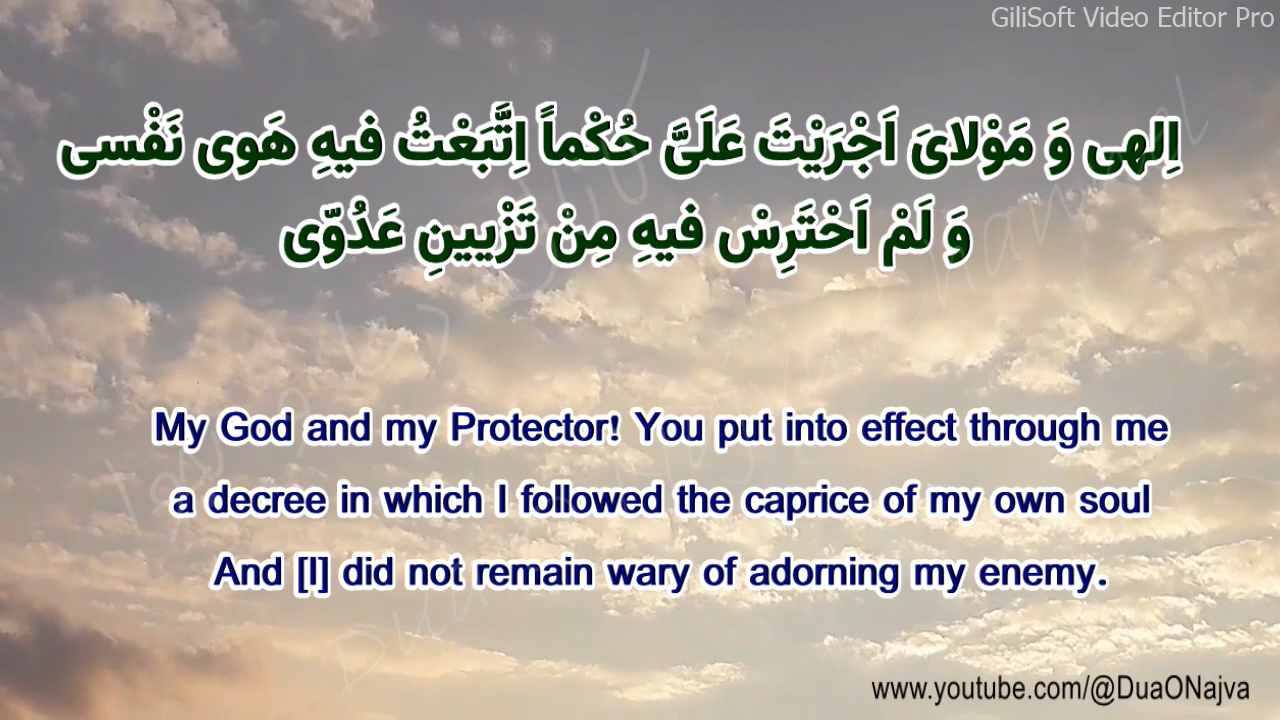 GiliSoft Video Editor Pro
اِلهی وَ مَوْلایَ اَجْرَیْتَ عَلَیَّ حُکْماً اِتَّبَعْتُ فیهِ هَوی نَفْسی
وَ لَمْ اَحْتَرِسْ فیهِ مِنْ تَزْیینِ عَدُوّی
My God and my Protector! You put into effect through me
a decree in which I followed the caprice of my own soul
And [I] did not remain wary of adorning my enemy.
www.youtube.com/@DuaONajva